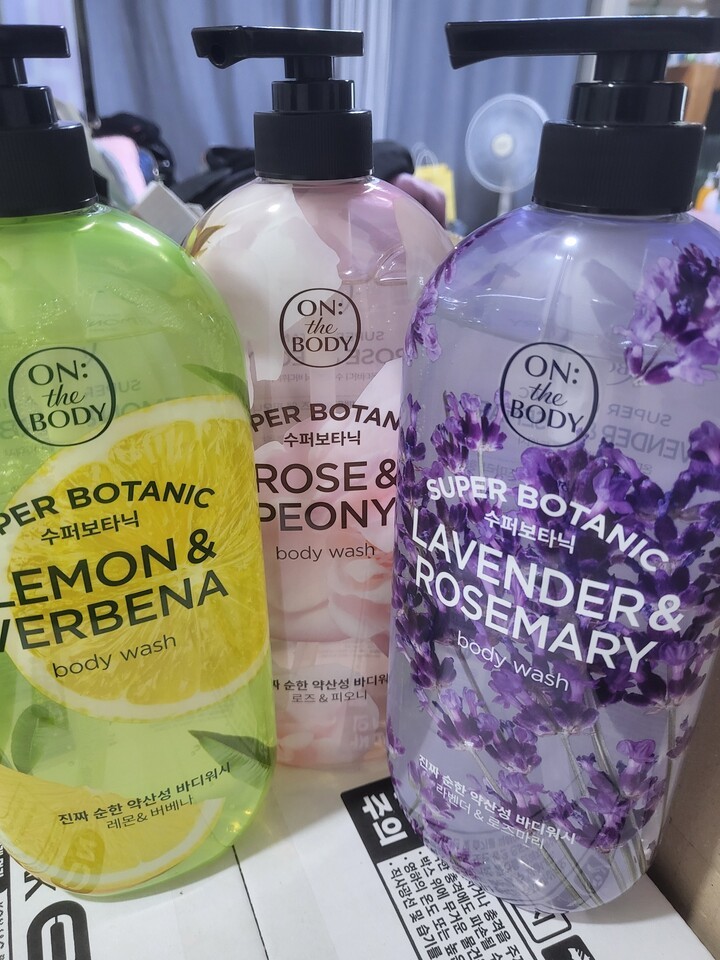 ON:
the
BODY
PER BOTANIC
수퍼보타닉
LEMON &
VERBENA
body wash
진짜 순한 약산성 바디워시
레몬 & 버베나
ON:
the
BODY
PER BOTAN
수퍼보타닉
ROSE &
PEONY
body wash
순한 약산성 바디워
로즈 & 피오니
ON:
the
BODY
SUPER BOTANIC
수퍼보타닉
LAVENDER &
ROSEMARY
body wash
진짜 순한 약산성 바디워시
라벤더 & 로즈마리
주의